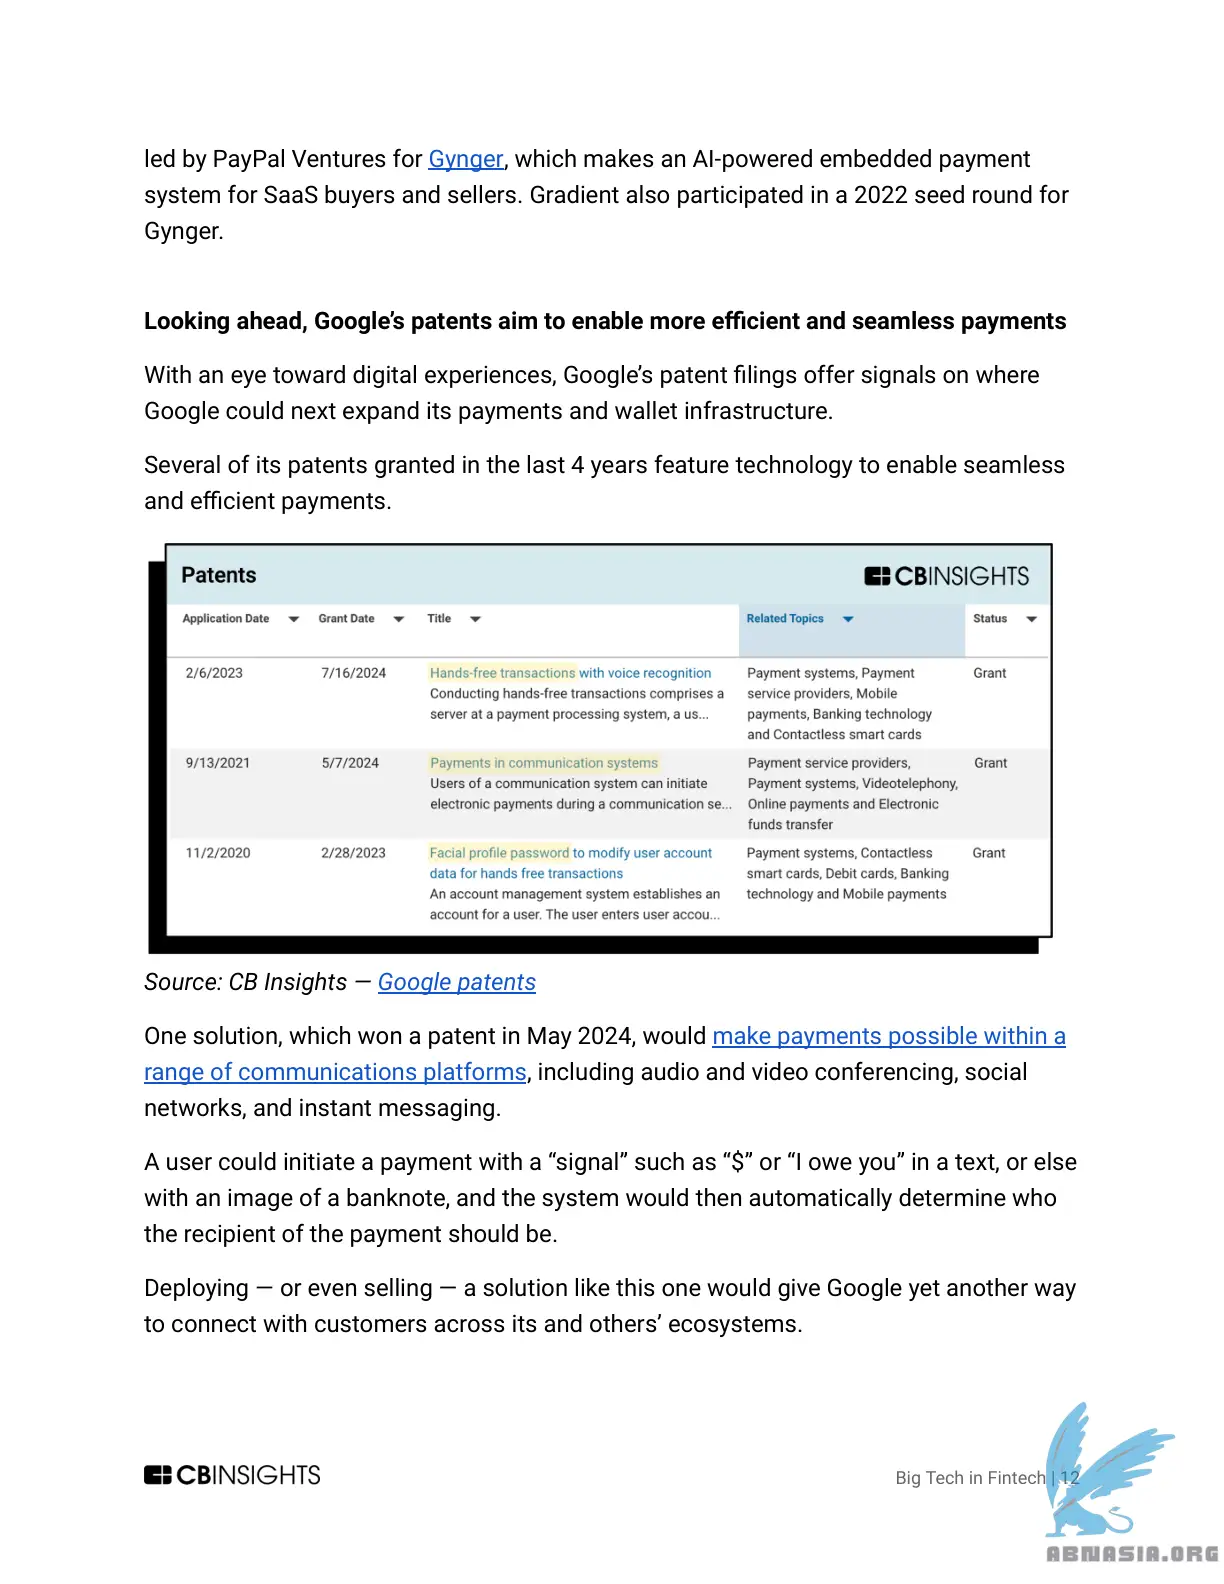 led by PayPal Ventures for Gynger, which makes an AI-powered embedded payment
system for SaaS buyers and sellers. Gradient also participated in a 2022 seed round for
Gynger.
Looking ahead, Google’s patents aim to enable more efficient and seamless payments
With an eye toward digital experiences, Google’s patent filings offer signals on where
Google could next expand its payments and wallet infrastructure.
Several of its patents granted in the last 4 years feature technology to enable seamless
and efficient payments.
Patents CBINSIGHTS
Application Date Grant Date Title Related Topics Status
2/6/2023 7/16/2024 Hands-free transactions with voice recognition Payment systems, Payment Grant
Conducting hands-free transactions comprises a service providers, Mobile
server at a payment processing system, a us... payments, Banking technology
and Contactless smart cards
9/13/2021 5/7/2024 Payments in communication systems Payment service providers, Grant
Users of a communication system can initiate Payment systems, Videotelephony,
electronic payments during a communication se... Online payments and Electronic
funds transfer
11/2/2020 2/28/2023 Facial profile password to modify user account Payment systems, Contactless Grant
data for hands free transactions smart cards, Debit cards, Banking
An account management system establishes an technology and Mobile payments
account for a user. The user enters user accou...
Source: CB Insights — Google patents
One solution, which won a patent in May 2024, would make payments possible within a
range of communications platforms, including audio and video conferencing, social
networks, and instant messaging.
A user could initiate a payment with a “signal” such as “$” or “I owe you” in a text, or else
with an image of a banknote, and the system would then automatically determine who
the recipient of the payment should be.
Deploying — or even selling — a solution like this one would give Google yet another way
to connect with customers across its and others’ ecosystems.
CBINSIGHTS Big Tech in Fintech | 12
ABNASIA.ORG